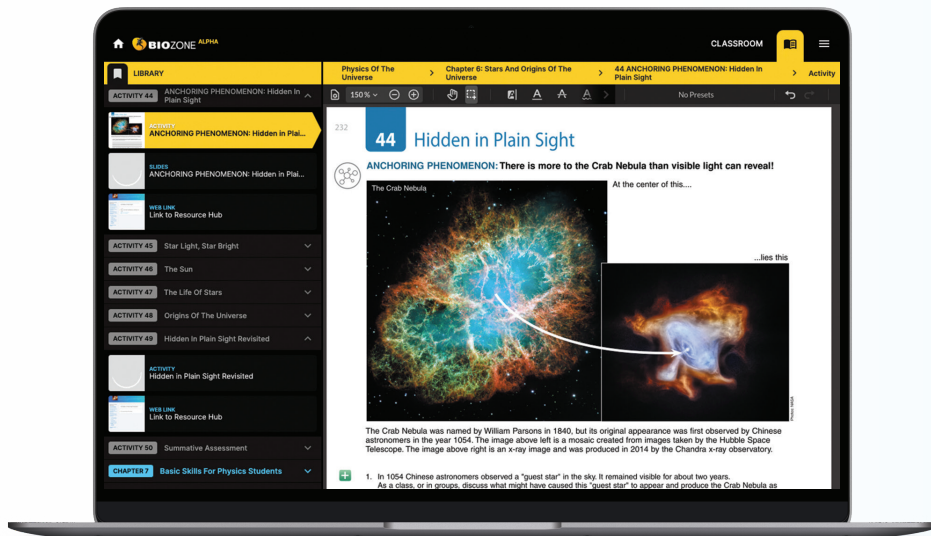 BIOZONE ALPHA
CLASSROOM
LIBRARY
Physics Of The
Universe
>
Chapter 6: Stars And Origins Of The
Universe
>
44 ANCHORING PHENOMENON: Hidden In
Plain Sight
>
Activity
150%
No Presets
ACTIVITY 44 ANCHORING PHENOMENON: Hidden In
Plain Sight
ACTIVITY
ANCHORING PHENOMENON: Hidden in Plai...
SLIDES
ANCHORING PHENOMENON: Hidden in Plai...
WEB LINK
Link to Resource Hub
ACTIVITY 45 Star Light, Star Bright
ACTIVITY 46 The Sun
ACTIVITY 47 The Life Of Stars
ACTIVITY 48 Origins Of The Universe
ACTIVITY 49 Hidden In Plain Sight Revisited
ACTIVITY
Hidden in Plain Sight Revisited
WEB LINK
Link to Resource Hub
ACTIVITY 50 Summative Assessment
CHAPTER 7 Basic Skills For Physics Students
232
44 Hidden in Plain Sight
ANCHORING PHENOMENON: There is more to the Crab Nebula than visible light can reveal!
The Crab Nebula
At the center of this....
...lies this
Photos: NASA
The Crab Nebula was named by William Parsons in 1840, but its original appearance was first observed by Chinese
astronomers in the year 1054. The image above left is a mosaic created from images taken by the Hubble Space
Telescope. The image above right is an x-ray image and was produced in 2014 by the Chandra x-ray observatory.
1. In 1054 Chinese astronomers observed a "guest star" in the sky. It remained visible for about two years.
As a class, or in groups, discuss what might have caused this "guest star" to appear and produce the Crab Nebula as